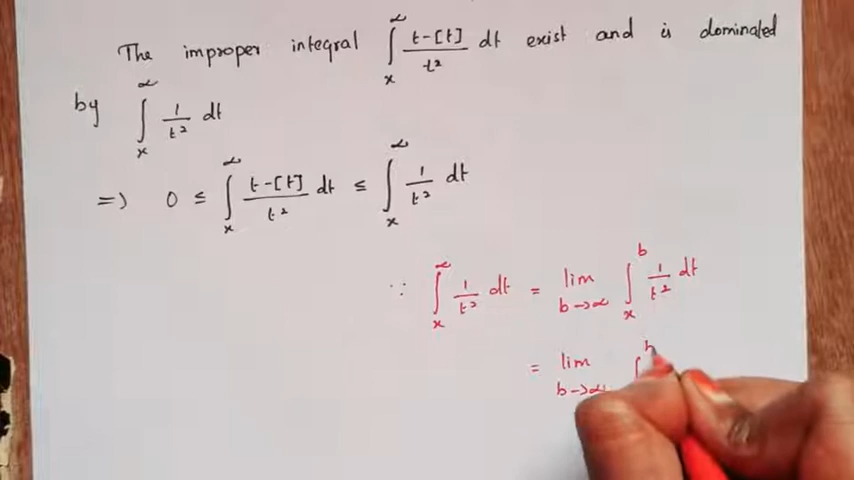 The improper integral ∫_x^∞ (t-[t])/t² dt exist and is dominated
by ∫_x^∞ 1/t² dt
=> 0 ≤ ∫_x^∞ (t-[t])/t² dt ≤ ∫_x^∞ 1/t² dt
∵ ∫_x^∞ 1/t² dt = lim_{b→∞} ∫_x^b 1/t² dt
= lim_{b→∞} ∫^b